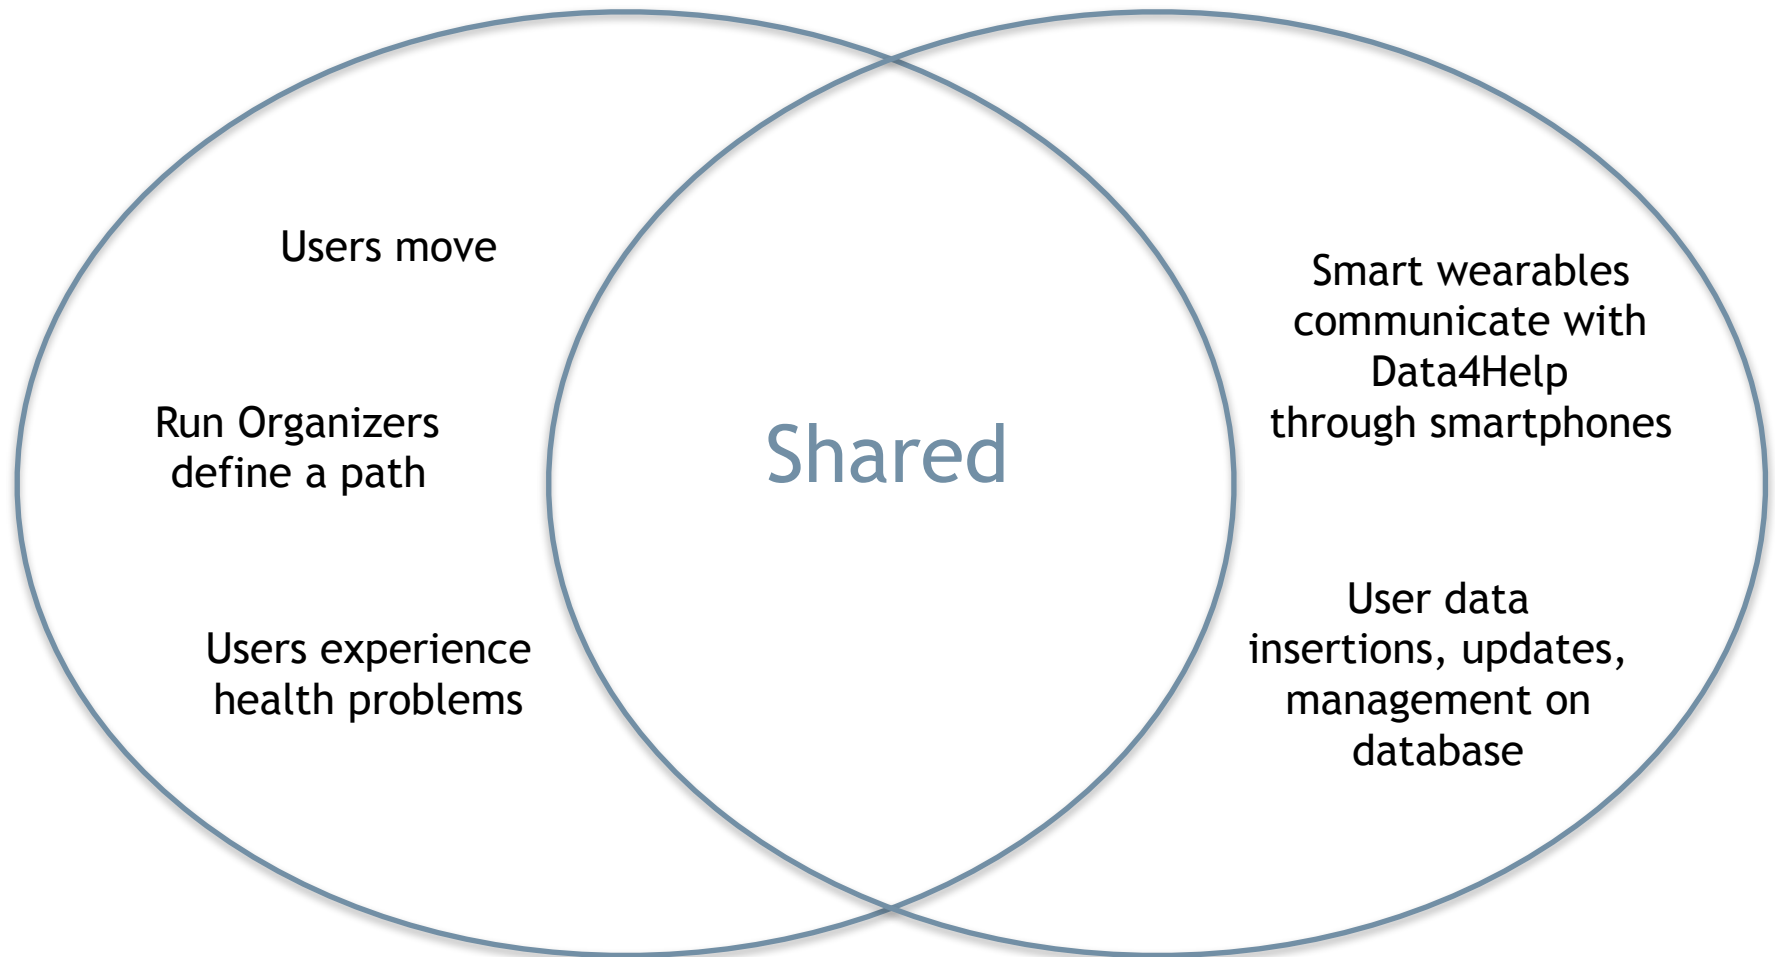 Users move
Run Organizers
define a path
Users experience
health problems
Shared
Smart wearables
communicate with
Data4Help
through smartphones
User data
insertions, updates,
management on
database